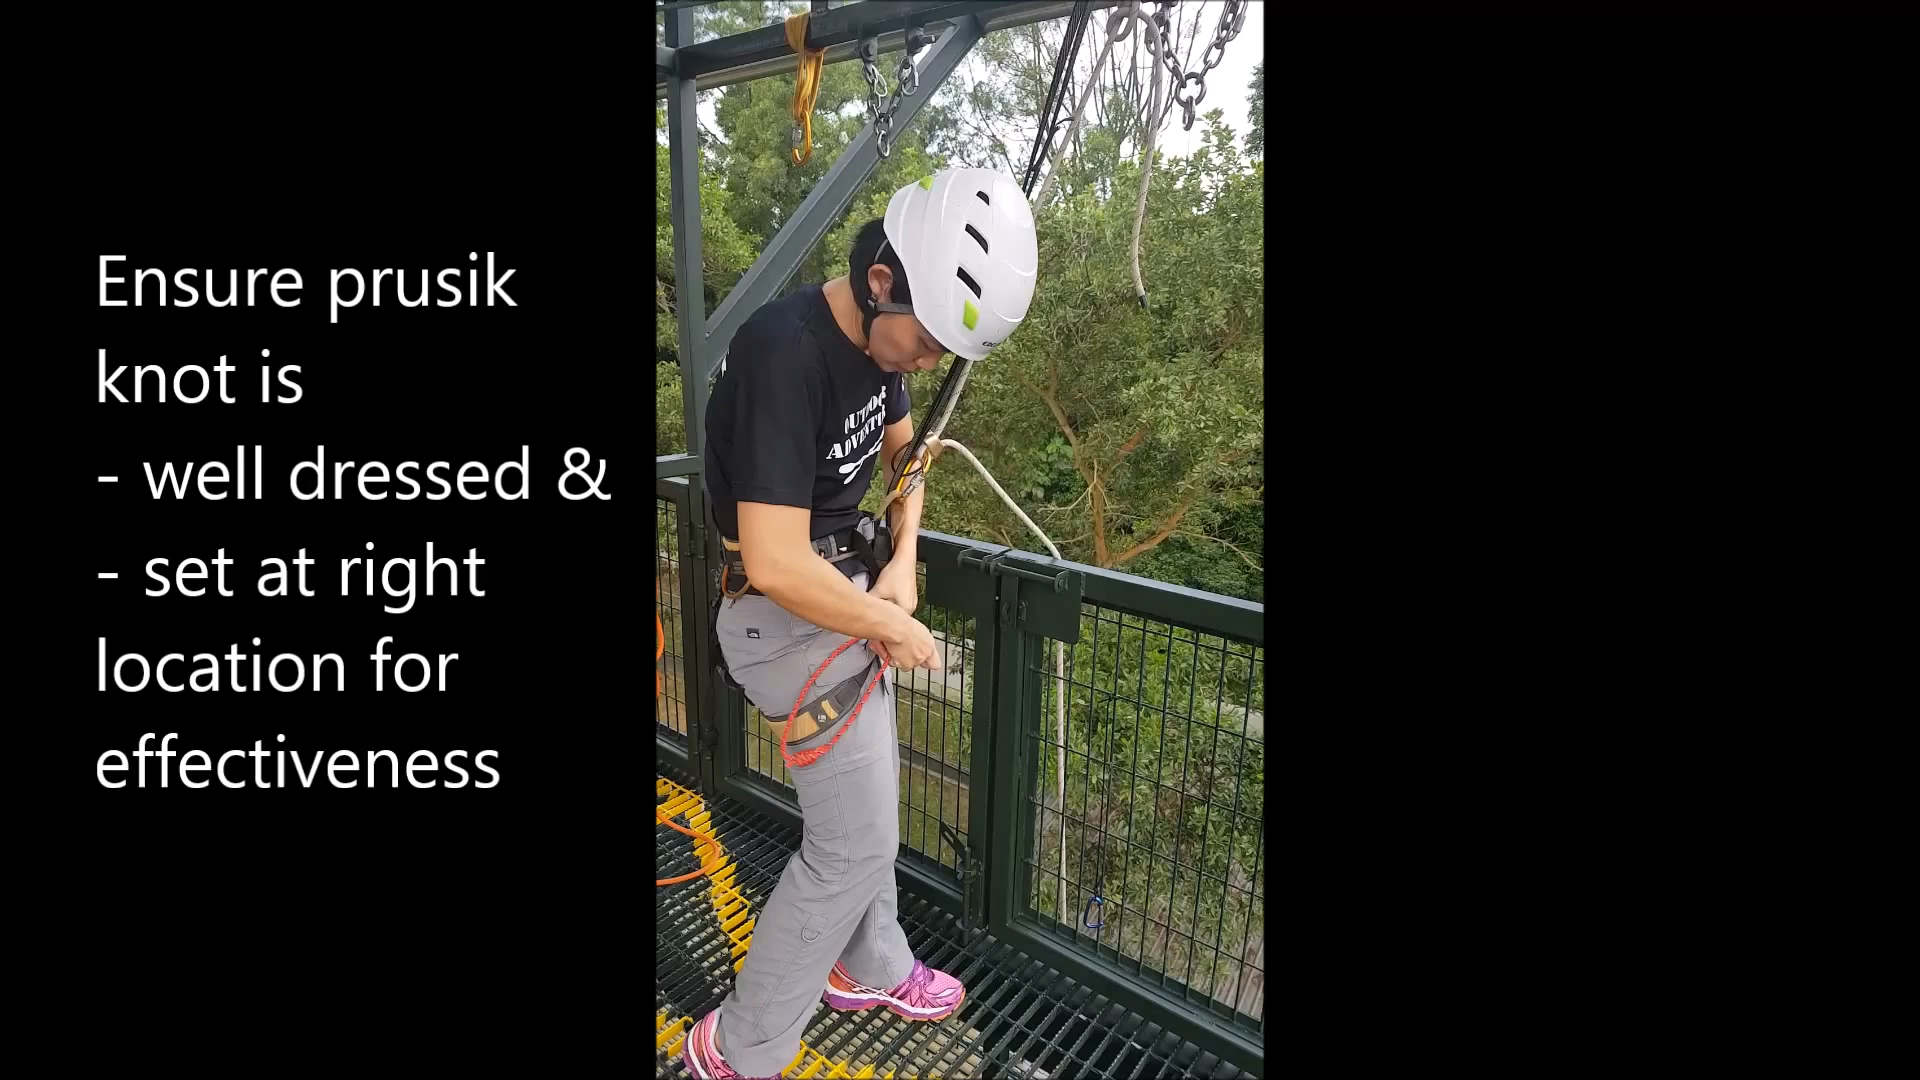 Ensure prusik
knot is
- well dressed &
- set at right
location for
effectiveness